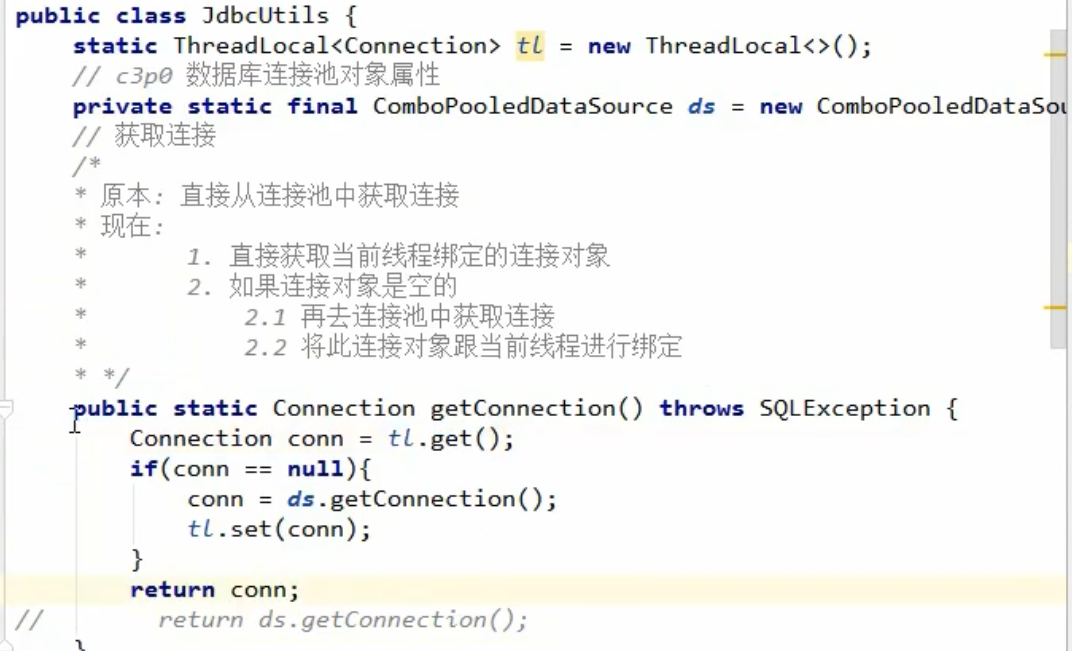 public class JdbcUtils {
static ThreadLocal<Connection> tl = new ThreadLocal<>();
// c3p0 数据库连接池对象属性
private static final ComboPooledDataSource ds = new ComboPooledDataSou
// 获取连接
/*
* 原本: 直接从连接池中获取连接
* 现在:
* 1. 直接获取当前线程绑定的连接对象
* 2. 如果连接对象是空的
* 2.1 再去连接池中获取连接
* 2.2 将此连接对象跟当前线程进行绑定
* */
public static Connection getConnection() throws SQLException {
Connection conn = tl.get();
if(conn == null){
conn = ds.getConnection();
tl.set(conn);
}
return conn;
// return ds.getConnection();
}